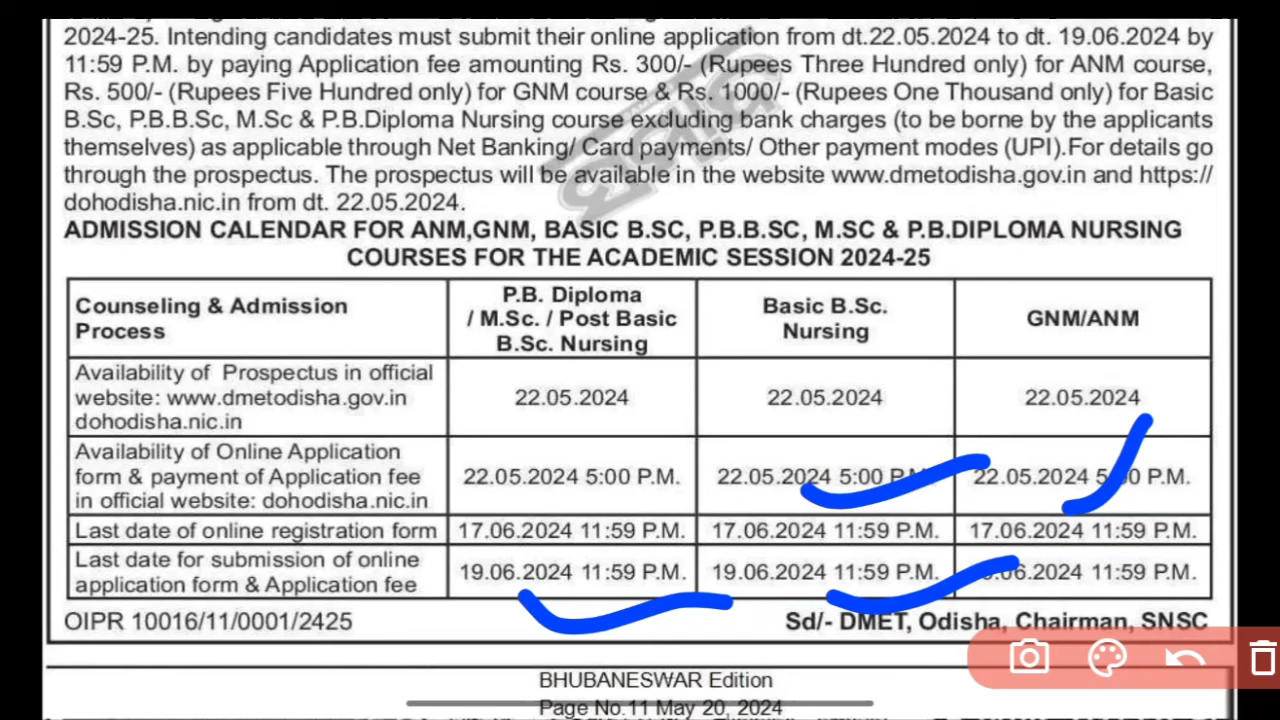 2024-25. Intending candidates must submit their online application from dt.22.05.2024 to dt. 19.06.2024 by
11:59 P.M. by paying Application fee amounting Rs. 300/- (Rupees Three Hundred only) for ANM course,
Rs. 500/- (Rupees Five Hundred only) for GNM course & Rs. 1000/- (Rupees One Thousand only) for Basic
B.Sc, P.B.B.Sc, M.Sc & P.B.Diploma Nursing course excluding bank charges (to be borne by the applicants
themselves) as applicable through Net Banking/ Card payments/ Other payment modes (UPI).For details go
through the prospectus. The prospectus will be available in the website www.dmetodisha.gov.in and https://
dohodisha.nic.in from dt. 22.05.2024.
ADMISSION CALENDAR FOR ANM,GNM, BASIC B.SC, P.B.B.SC, M.SC & P.B.DIPLOMA NURSING
COURSES FOR THE ACADEMIC SESSION 2024-25
Counseling & Admission
Process
P.B. Diploma
/ M.Sc. / Post Basic
B.Sc. Nursing
Basic B.Sc.
Nursing
GNM/ANM
Availability of Prospectus in official
website: www.dmetodisha.gov.in
dohodisha.nic.in
22.05.2024
22.05.2024
22.05.2024
Availability of Online Application
form & payment of Application fee
in official website: dohodisha.nic.in
22.05.2024 5:00 P.M.
22.05.2024 5:00 P.M.
22.05.2024 5:00 P.M.
Last date of online registration form
17.06.2024 11:59 P.M.
17.06.2024 11:59 P.M.
17.06.2024 11:59 P.M.
Last date for submission of online
application form & Application fee
19.06.2024 11:59 P.M.
19.06.2024 11:59 P.M.
11:59 P.M.
OIPR 10016/11/0001/2425
Sd/- DMET, Odisha, Chairman, SNSC
BHUBANESWAR Edition
Page No.11 May 20, 2024